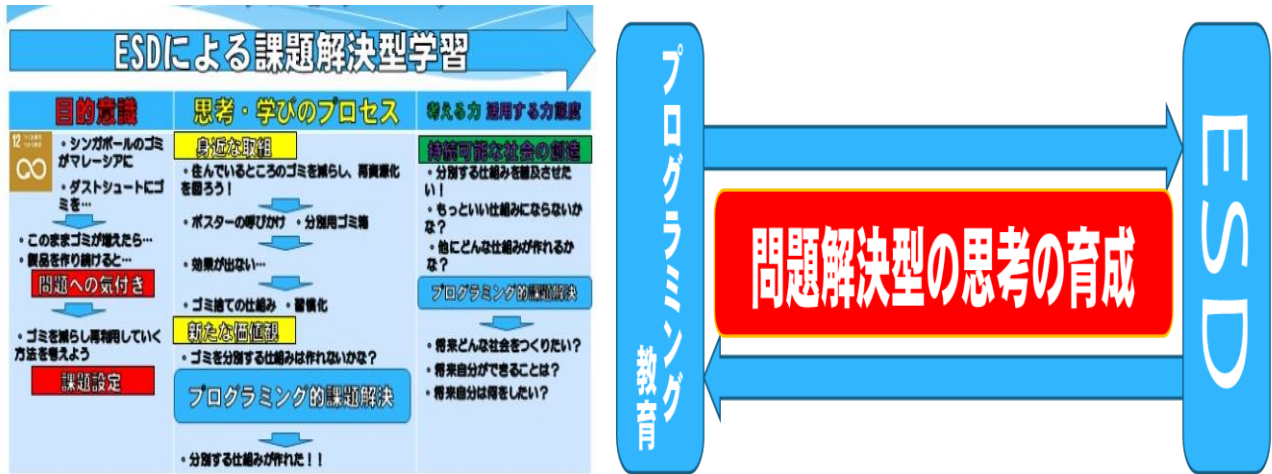 ESDによる課題解決型学習
目的意識
12 つくる責任
つかう責任
・シンガポールのゴミ
がマレーシアに
・ダストシュートにゴ
ミを…
・このままゴミが増えたら…
・製品を作り続けると…
問題への気付き
・ゴミを減らし再利用していく
方法を考えよう
課題設定
思考・学びのプロセス
身近な取組
・住んでいるところのゴミを減らし、再資源化
を図ろう！
・ポスターの呼びかけ ・分別用ゴミ箱
・効果が出ない…
・ゴミ捨ての仕組み ・習慣化
新たな価値観
・ゴミを分別する仕組みは作れないかな？
プログラミング的課題解決
・分別する仕組みが作れた！！
考える力 活用する力態度
持続可能な社会の創造
・分別する仕組みを普及させた
い！
・もっといい仕組みにならないか
な？
・他にどんな仕組みが作れるか
な？
プログラミング的課題解決
・将来どんな社会をつくりたい？
・将来自分ができることは？
・将来自分は何をしたい？
プログラミング
教育
問題解決型の思考の育成
ESD